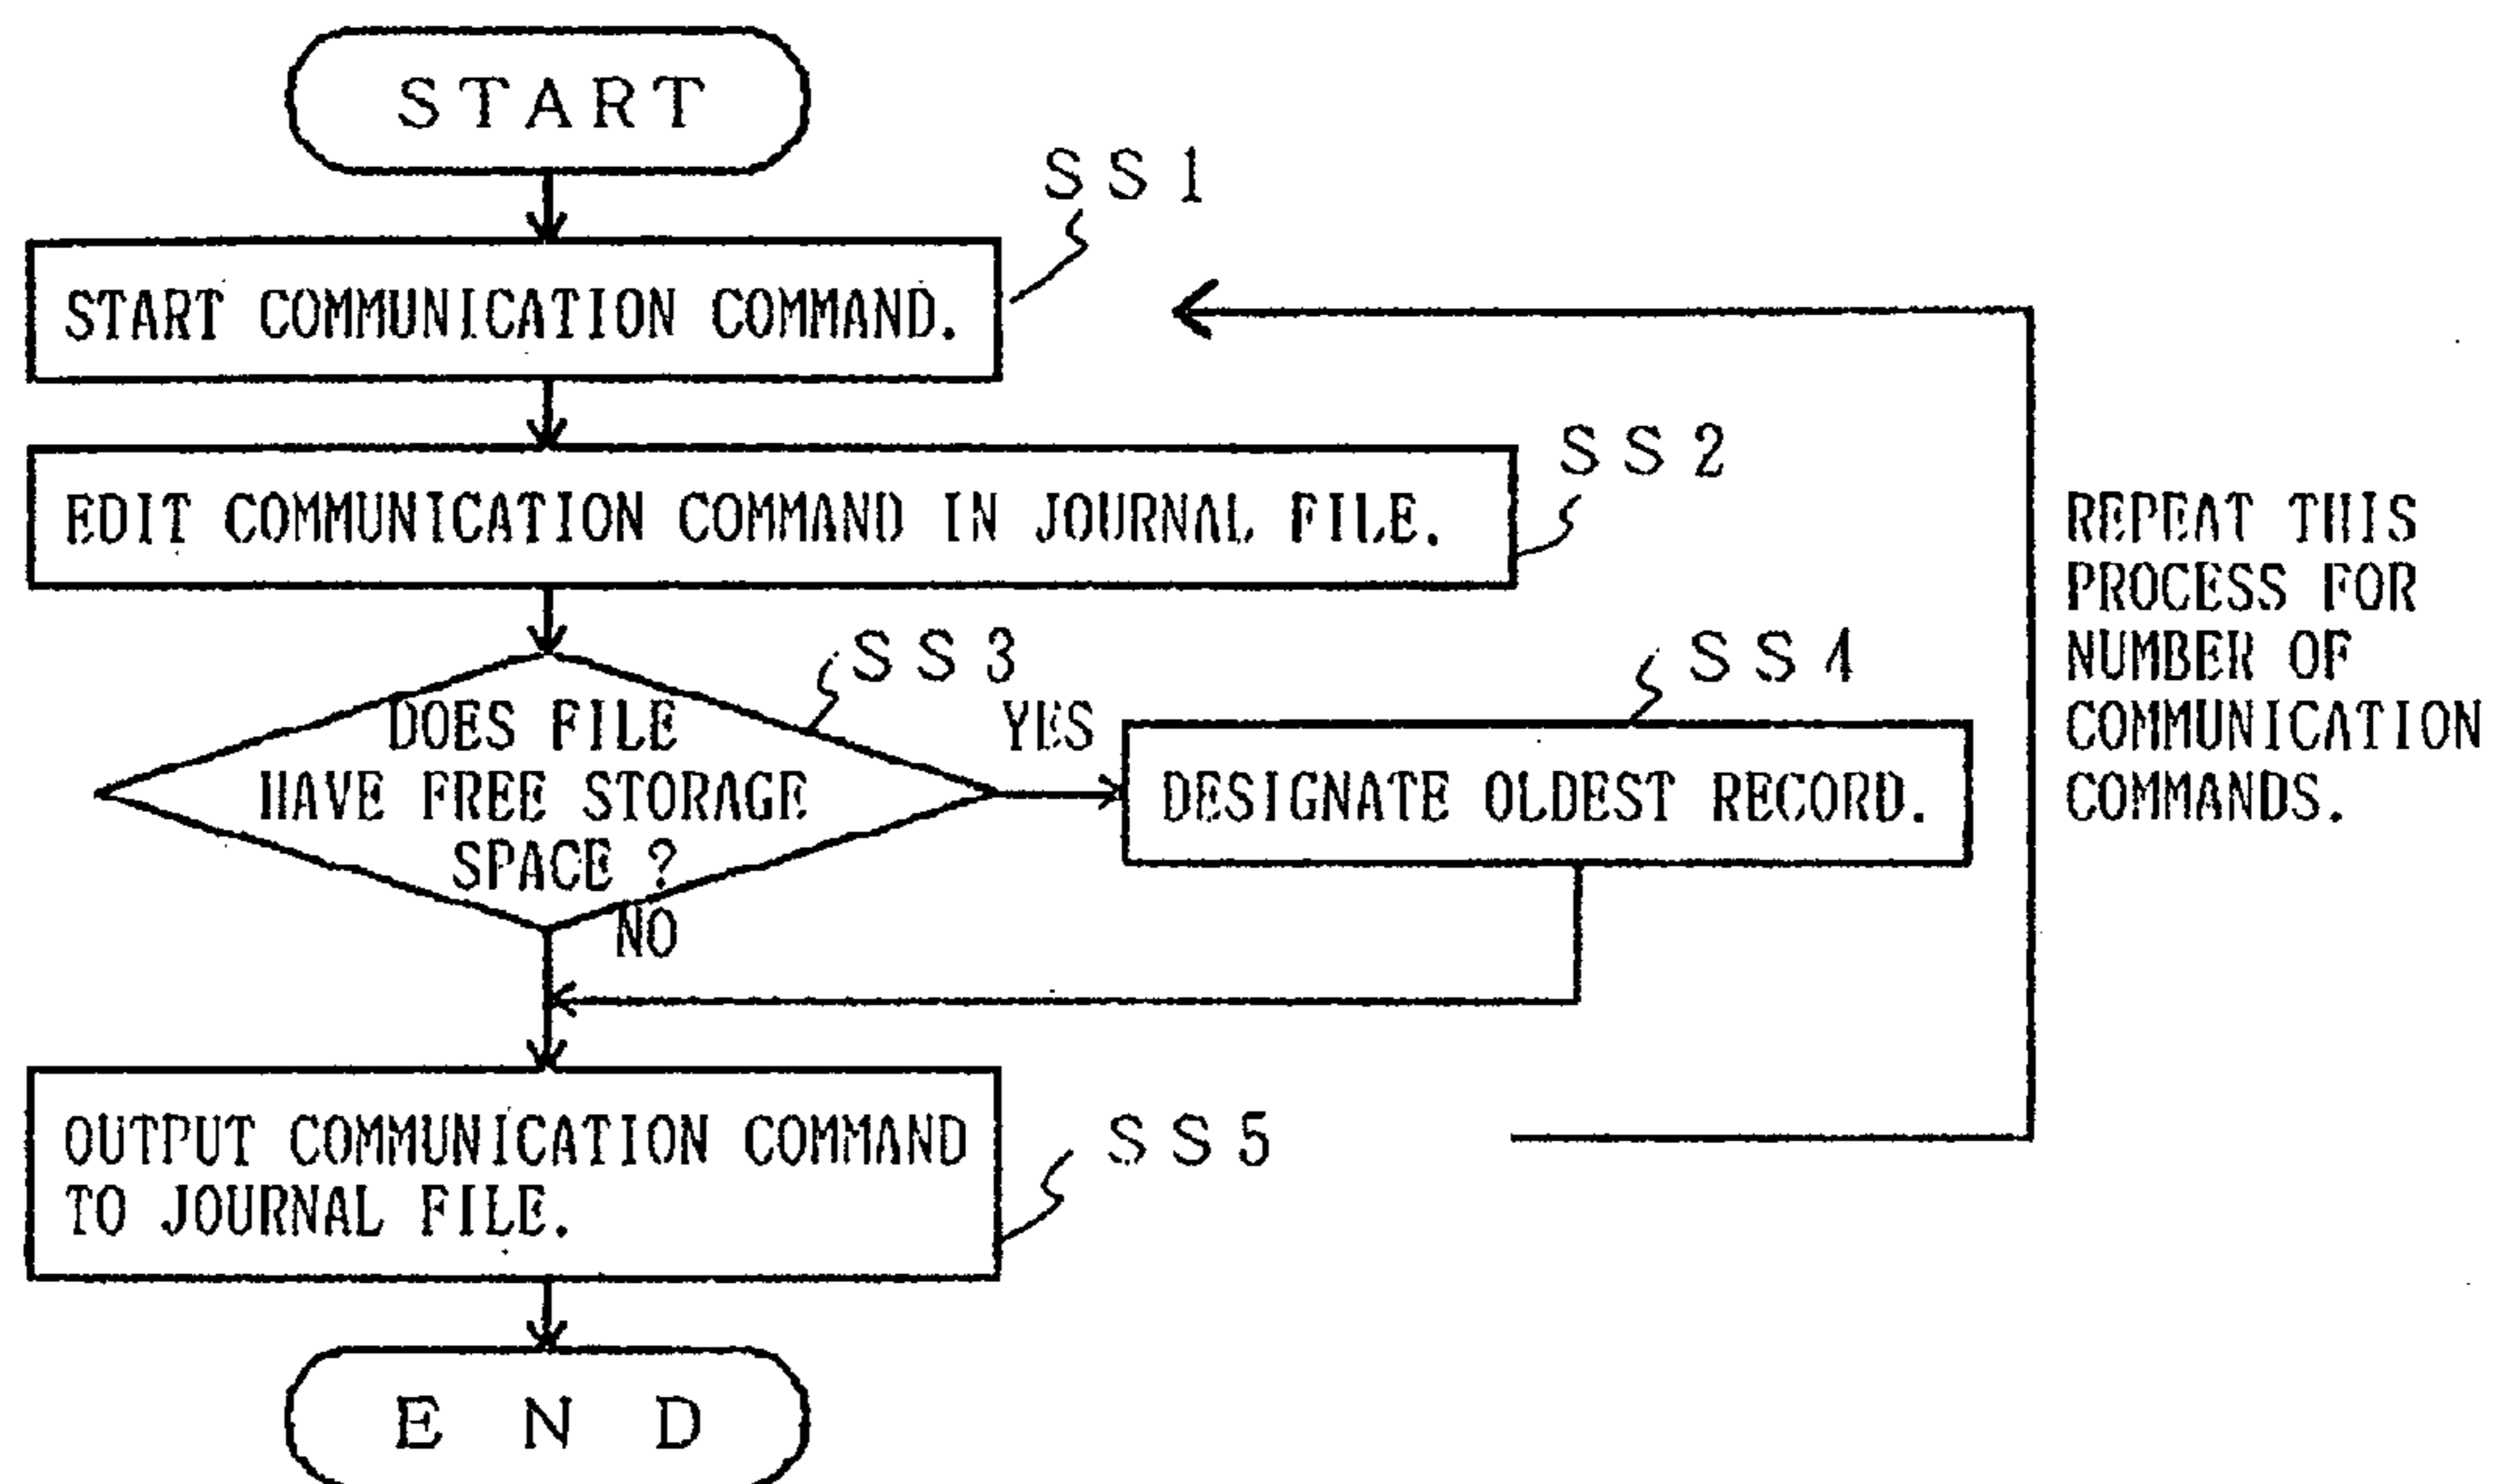 START
SS1
START COMMUNICATION COMMAND.
SS2
EDIT COMMUNICATION COMMAND IN JOURNAL FILE.
SS3
DOES FILE
HAVE FREE STORAGE
SPACE ?
YES
NO
SS4
DESIGNATE OLDEST RECORD.
REPEAT THIS
PROCESS FOR
NUMBER OF
COMMUNICATION
COMMANDS.
OUTPUT COMMUNICATION COMMAND
TO JOURNAL FILE.
SS5
END